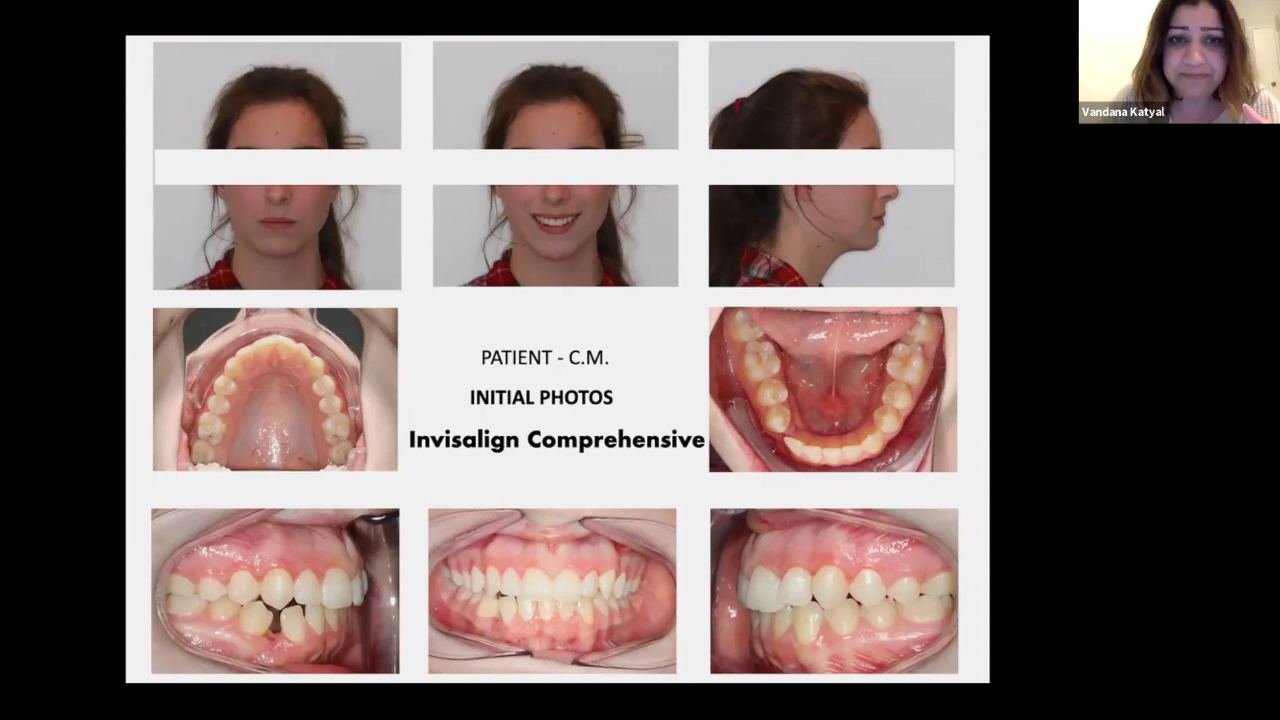 Vandana Katyal
PATIENT - C.M.
INITIAL PHOTOS
Invisalign Comprehensive